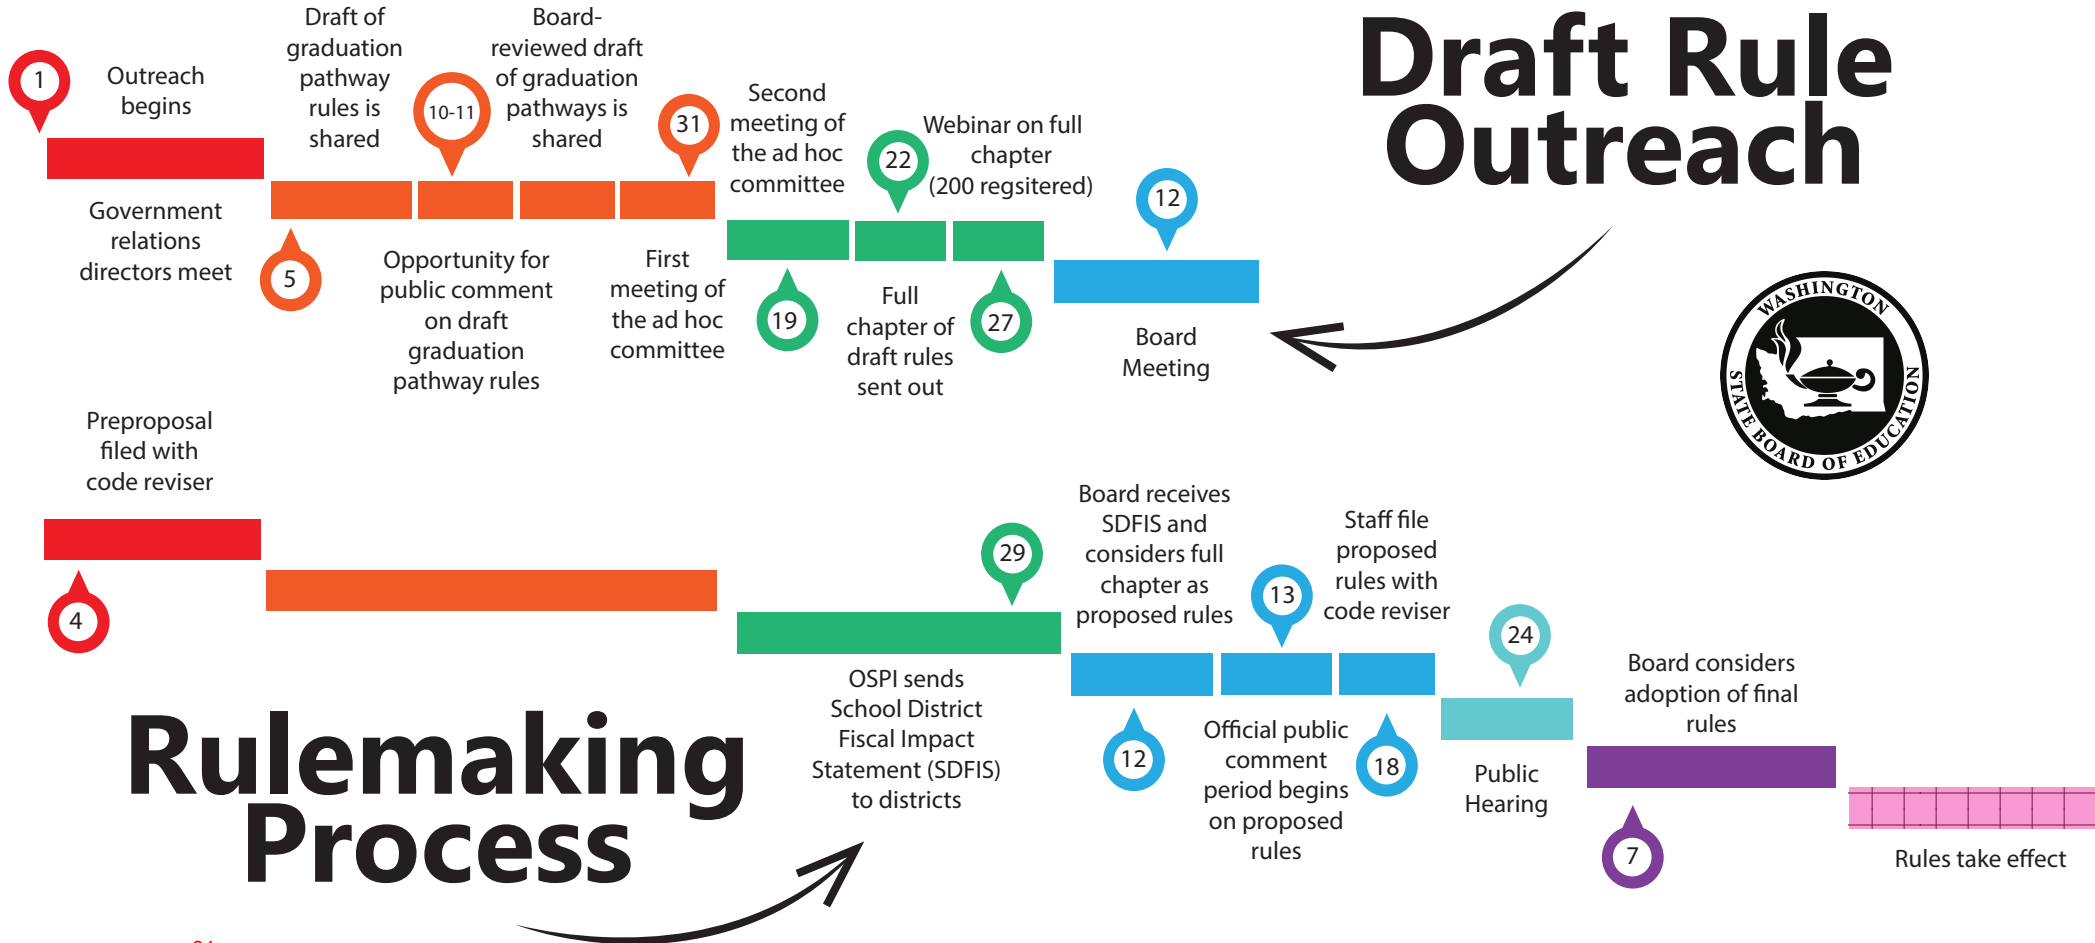 Draft Rule
Outreach
1
Outreach
begins
Government
relations
directors meet
Draft of
graduation
pathway
rules is
shared
5
10-11
Opportunity for
public comment
on draft
graduation
pathway rules
Board-
reviewed draft
of graduation
pathways is
shared
31
First
meeting of
the ad hoc
committee
Second
meeting of
the ad hoc
committee
19
22
Full
chapter of
draft rules
sent out
Webinar on full
chapter
(200 regsitered)
27
12
Board
Meeting
WASHINGTON
STATE BOARD OF EDUCATION
Preproposal
filed with
code reviser
4
Rulemaking
Process
29
OSPI sends
School District
Fiscal Impact
Statement (SDFIS)
to districts
Board receives
SDFIS and
considers full
chapter as
proposed rules
12
13
Official public
comment
period begins
on proposed
rules
Staff file
proposed
rules with
code reviser
18
24
Public
Hearing
Board considers
adoption of final
rules
7
Rules take effect